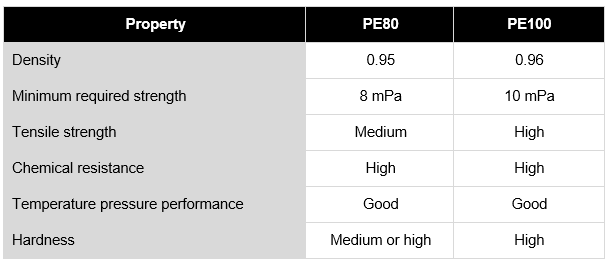 Property PE80 PE100
Density 0.95 0.96
Minimum required strength 8 mPa 10 mPa
Tensile strength Medium High
Chemical resistance High High
Temperature pressure performance Good Good
Hardness Medium or high High